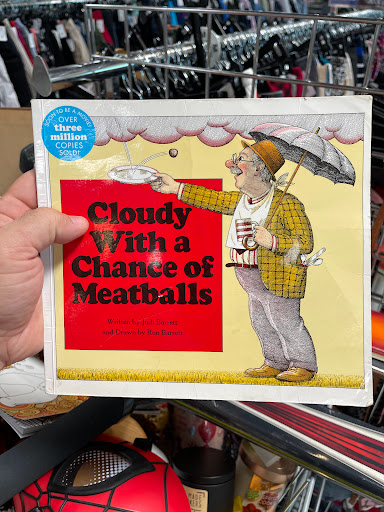 SOON TO BE A MOVIE!
OVER
three
million
COPIES
SOLD!
Cloudy
With a
Chance of
Meatballs
Written by Judi Barrett
and Drawn by Ron Barrett